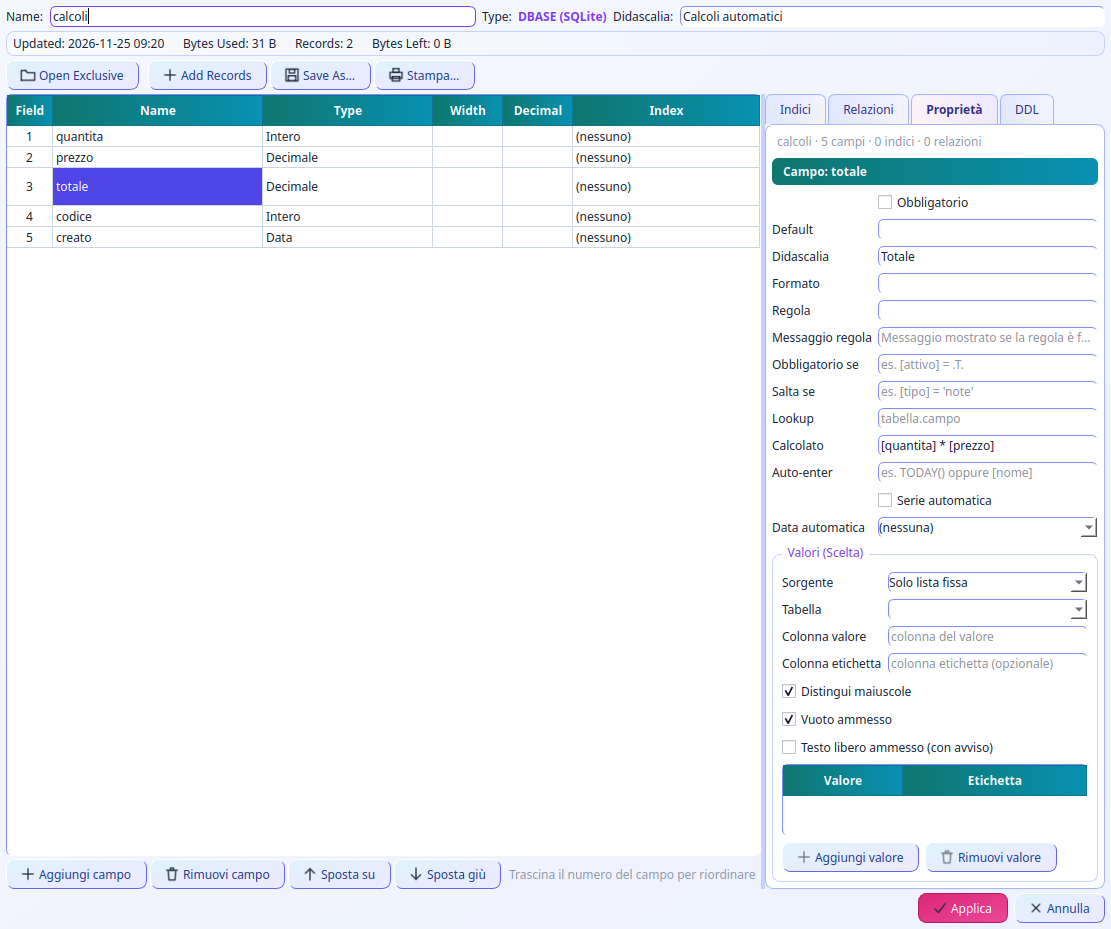 Name: calcoli Type: DBASE (SQLite) Didascalia: Calcoli automatici
Updated: 2026-11-25 09:20 Bytes Used: 31 B Records: 2 Bytes Left: 0 B
Open Exclusive Add Records Save As... Stampa...
Field Name Type Width Decimal Index
1 quantita Intero (nessuno)
2 prezzo Decimale (nessuno)
3 totale Decimale (nessuno)
4 codice Intero (nessuno)
5 creato Data (nessuno)
Aggiungi campo Rimuovi campo Sposta su Sposta giù Trascina il numero del campo per riordinare
Indici Relazioni Proprietà DDL
calcoli · 5 campi · 0 indici · 0 relazioni
Campo: totale
Obbligatorio
Default
Didascalia Totale
Formato
Regola
Messaggio regola Messaggio mostrato se la regola è f...
Obbligatorio se es. [attivo] = .T.
Salta se es. [tipo] = 'note'
Lookup tabella.campo
Calcolato [quantita] * [prezzo]
Auto-enter es. TODAY() oppure [nome]
Serie automatica
Data automatica (nessuna)
Valori (Scelta)
Sorgente Solo lista fissa
Tabella
Colonna valore colonna del valore
Colonna etichetta colonna etichetta (opzionale)
Distingui maiuscole
Vuoto ammesso
Testo libero ammesso (con avviso)
Valore Etichetta
Aggiungi valore Rimuovi valore
Applica Annulla